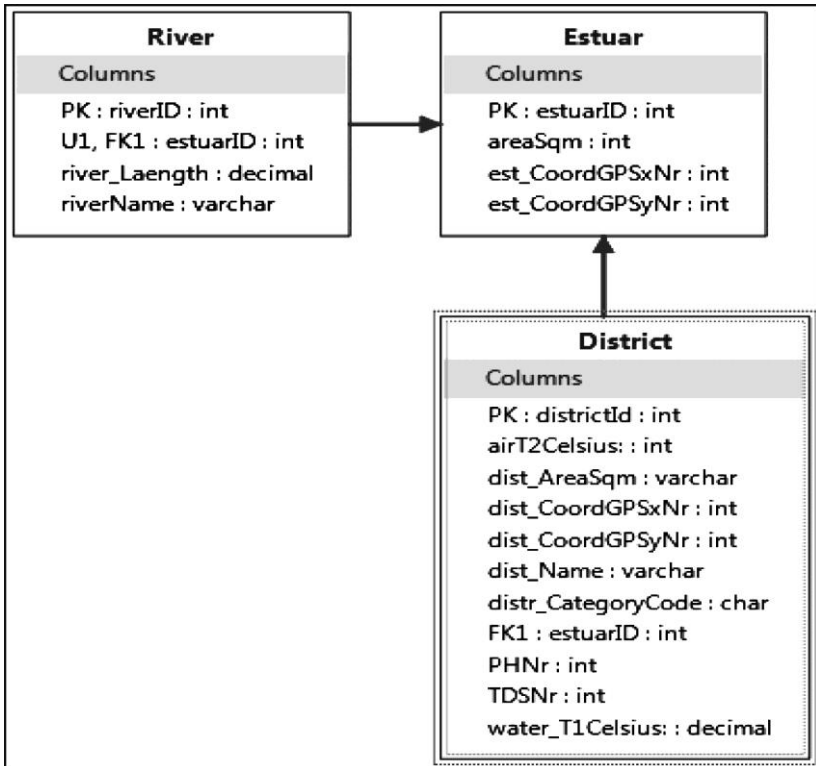 River
Columns
PK : riverID : int
U1, FK1 : estuarID : int
river_Laength : decimal
riverName : varchar
Estuar
Columns
PK : estuarID : int
areaSqm : int
est_CoordGPSxNr : int
est_CoordGPSyNr : int
District
Columns
PK : districtId : int
airT2Celsius: : int
dist_AreaSqm : varchar
dist_CoordGPSxNr : int
dist_CoordGPSyNr : int
dist_Name : varchar
distr_CategoryCode : char
FK1 : estuarID : int
PHNr : int
TDSNr : int
water_T1Celsius: : decimal